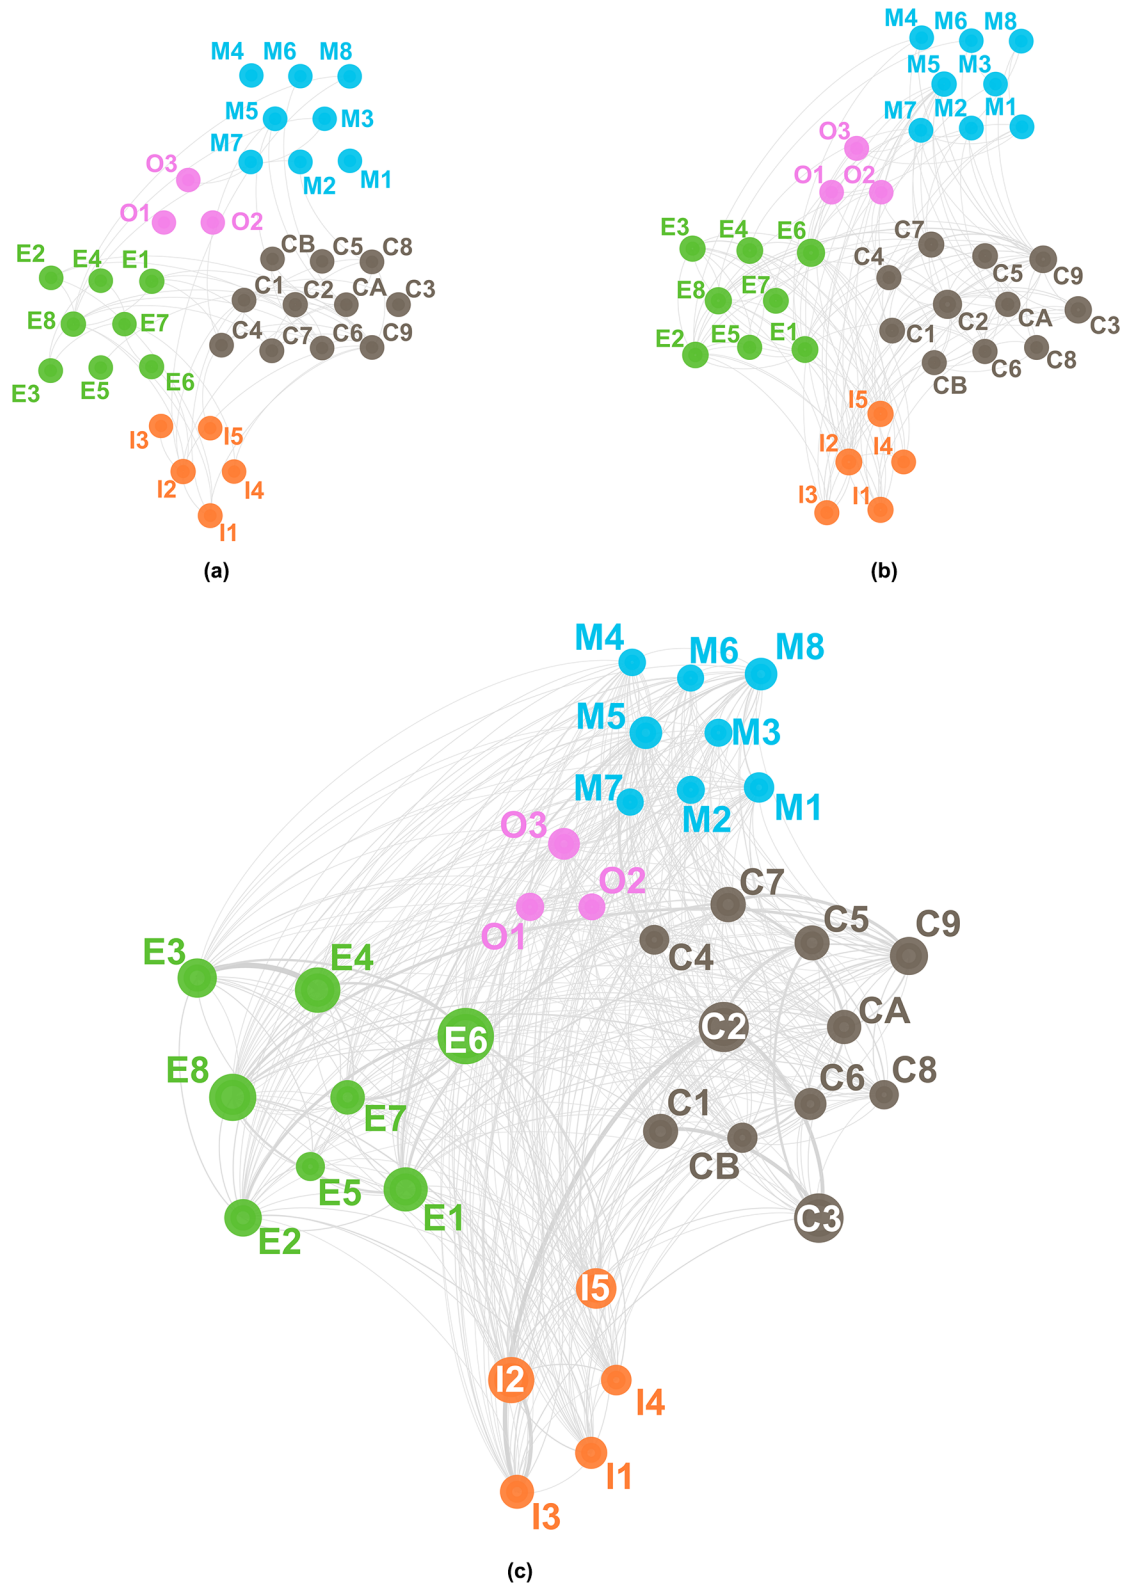 M4 M6 M8
M5 M3
M7 M2 M1
O3
O1 O2
E2 E4 E1
E8 E7
E3 E5 E6
CB C5 C8
C1 C2 CA C3
C4 C7 C6 C9
I3 I5
I2 I4
I1
(a)
M4 M6 M8
M5 M3
M7 M2 M1
O3
O1 O2
E3 E4 E6
E8 E7
E2 E5 E1
C7
C4 C5 C9
C2 CA C3
C1
CB C6 C8
I5
I2 I4
I3 I1
(b)
M4 M6 M8
M5 M3
M7 M2 M1
O3
O2
O1
C7
C5 C9
C4
E3 E4
E6
C2 CA
E8
E7
C6 C8
C1
CB
E5
E2 E1
C3
I5
I2
I4
I1
I3
(c)